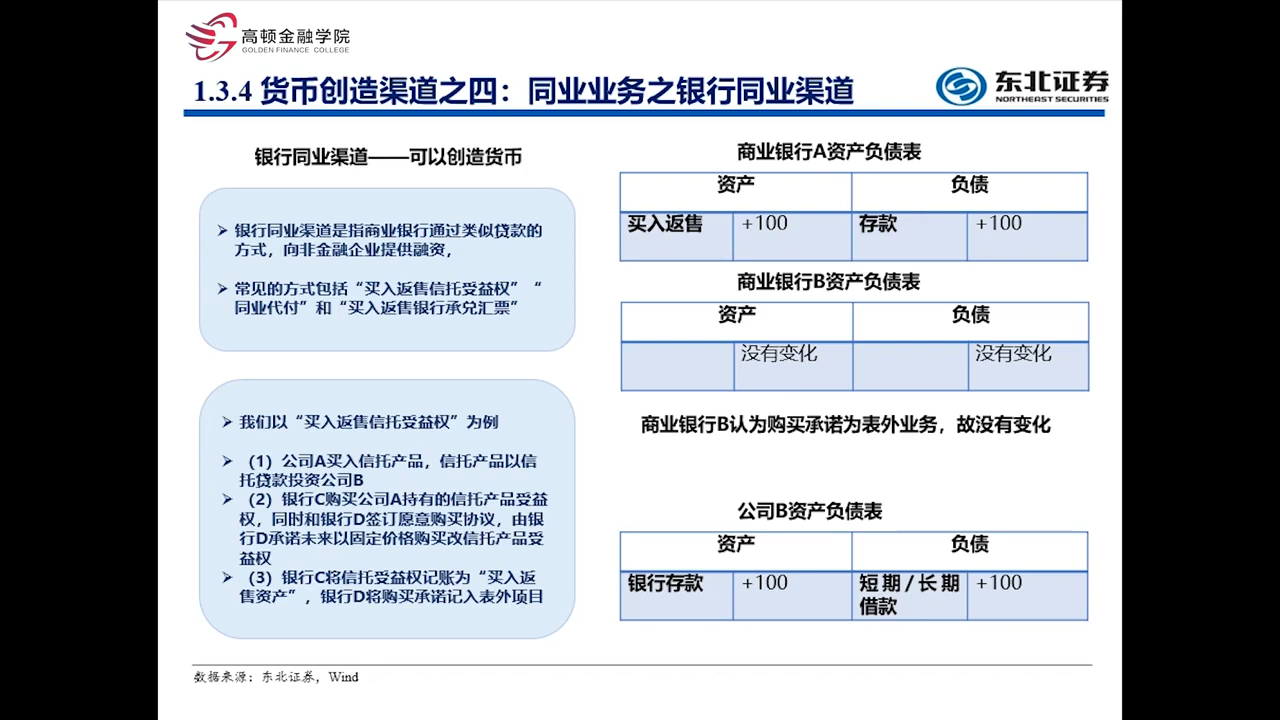 高顿金融学院
GOLDEN FINANCE COLLEGE
1.3.4 货币创造渠道之四：同业业务之银行同业渠道
东北证券
NORTHEAST SECURITIES
银行同业渠道——可以创造货币
➢ 银行同业渠道是指商业银行通过类似贷款的
方式，向非金融企业提供融资，
➢ 常见的方式包括“买入返售信托受益权”“
同业代付”和“买入返售银行承兑汇票”
➢ 我们以“买入返售信托受益权”为例
➢ （1）公司A买入信托产品，信托产品以信
托贷款投资公司B
➢ （2）银行C购买公司A持有的信托产品受益
权，同时和银行D签订愿意购买协议，由银
行D承诺未来以固定价格购买改信托产品受
益权
➢ （3）银行C将信托受益权记账为“买入返
售资产”，银行D将购买承诺记入表外项目
商业银行A资产负债表
资产 负债
买入返售 +100 存款 +100
商业银行B资产负债表
资产 负债
没有变化 没有变化
商业银行B认为购买承诺为表外业务，故没有变化
公司B资产负债表
资产 负债
银行存款 +100 短期/长期 +100
借款
数据来源：东北证券，Wind